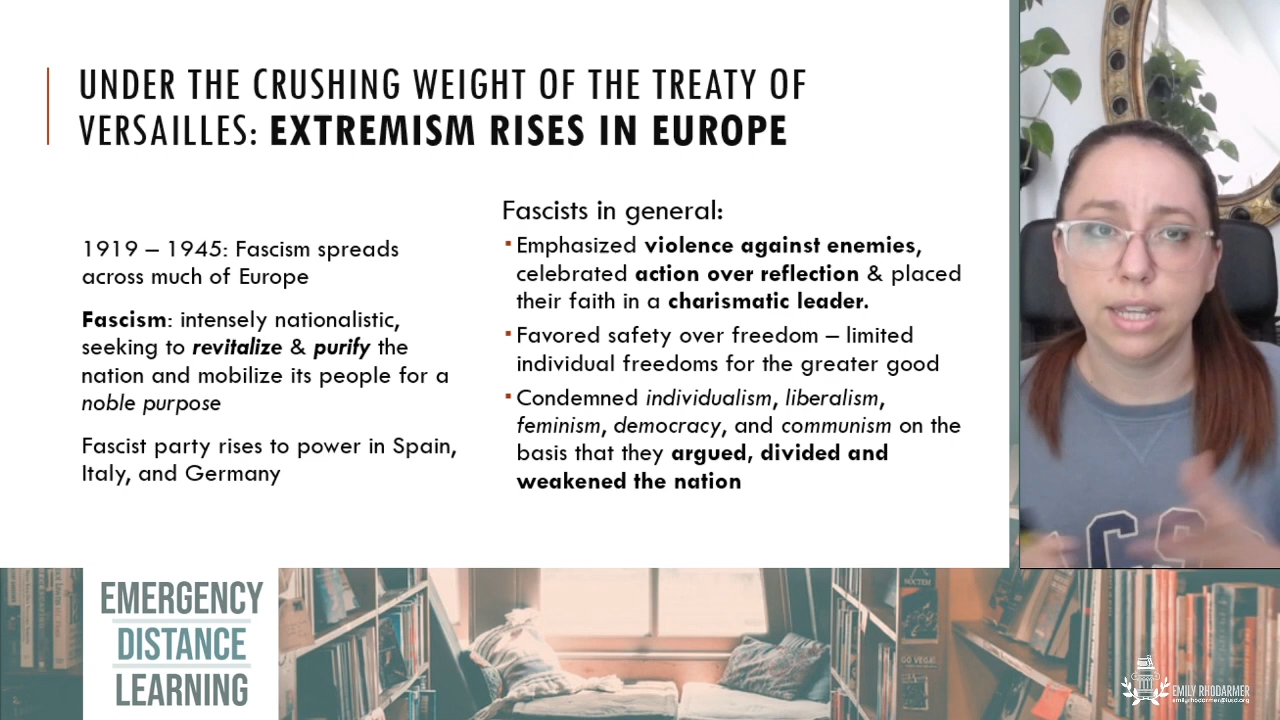 UNDER THE CRUSHING WEIGHT OF THE TREATY OF
VERSAILLES: EXTREMISM RISES IN EUROPE
1919 – 1945: Fascism spreads
across much of Europe
Fascism: intensely nationalistic,
seeking to revitalize & purify the
nation and mobilize its people for a
noble purpose
Fascist party rises to power in Spain,
Italy, and Germany
Fascists in general:
▪ Emphasized violence against enemies,
celebrated action over reflection & placed
their faith in a charismatic leader.
▪ Favored safety over freedom – limited
individual freedoms for the greater good
▪ Condemned individualism, liberalism,
feminism, democracy, and communism on the
basis that they argued, divided and
weakened the nation
EMERGENCY
DISTANCE
LEARNING
GO VEGA
EMILY RHODARMER